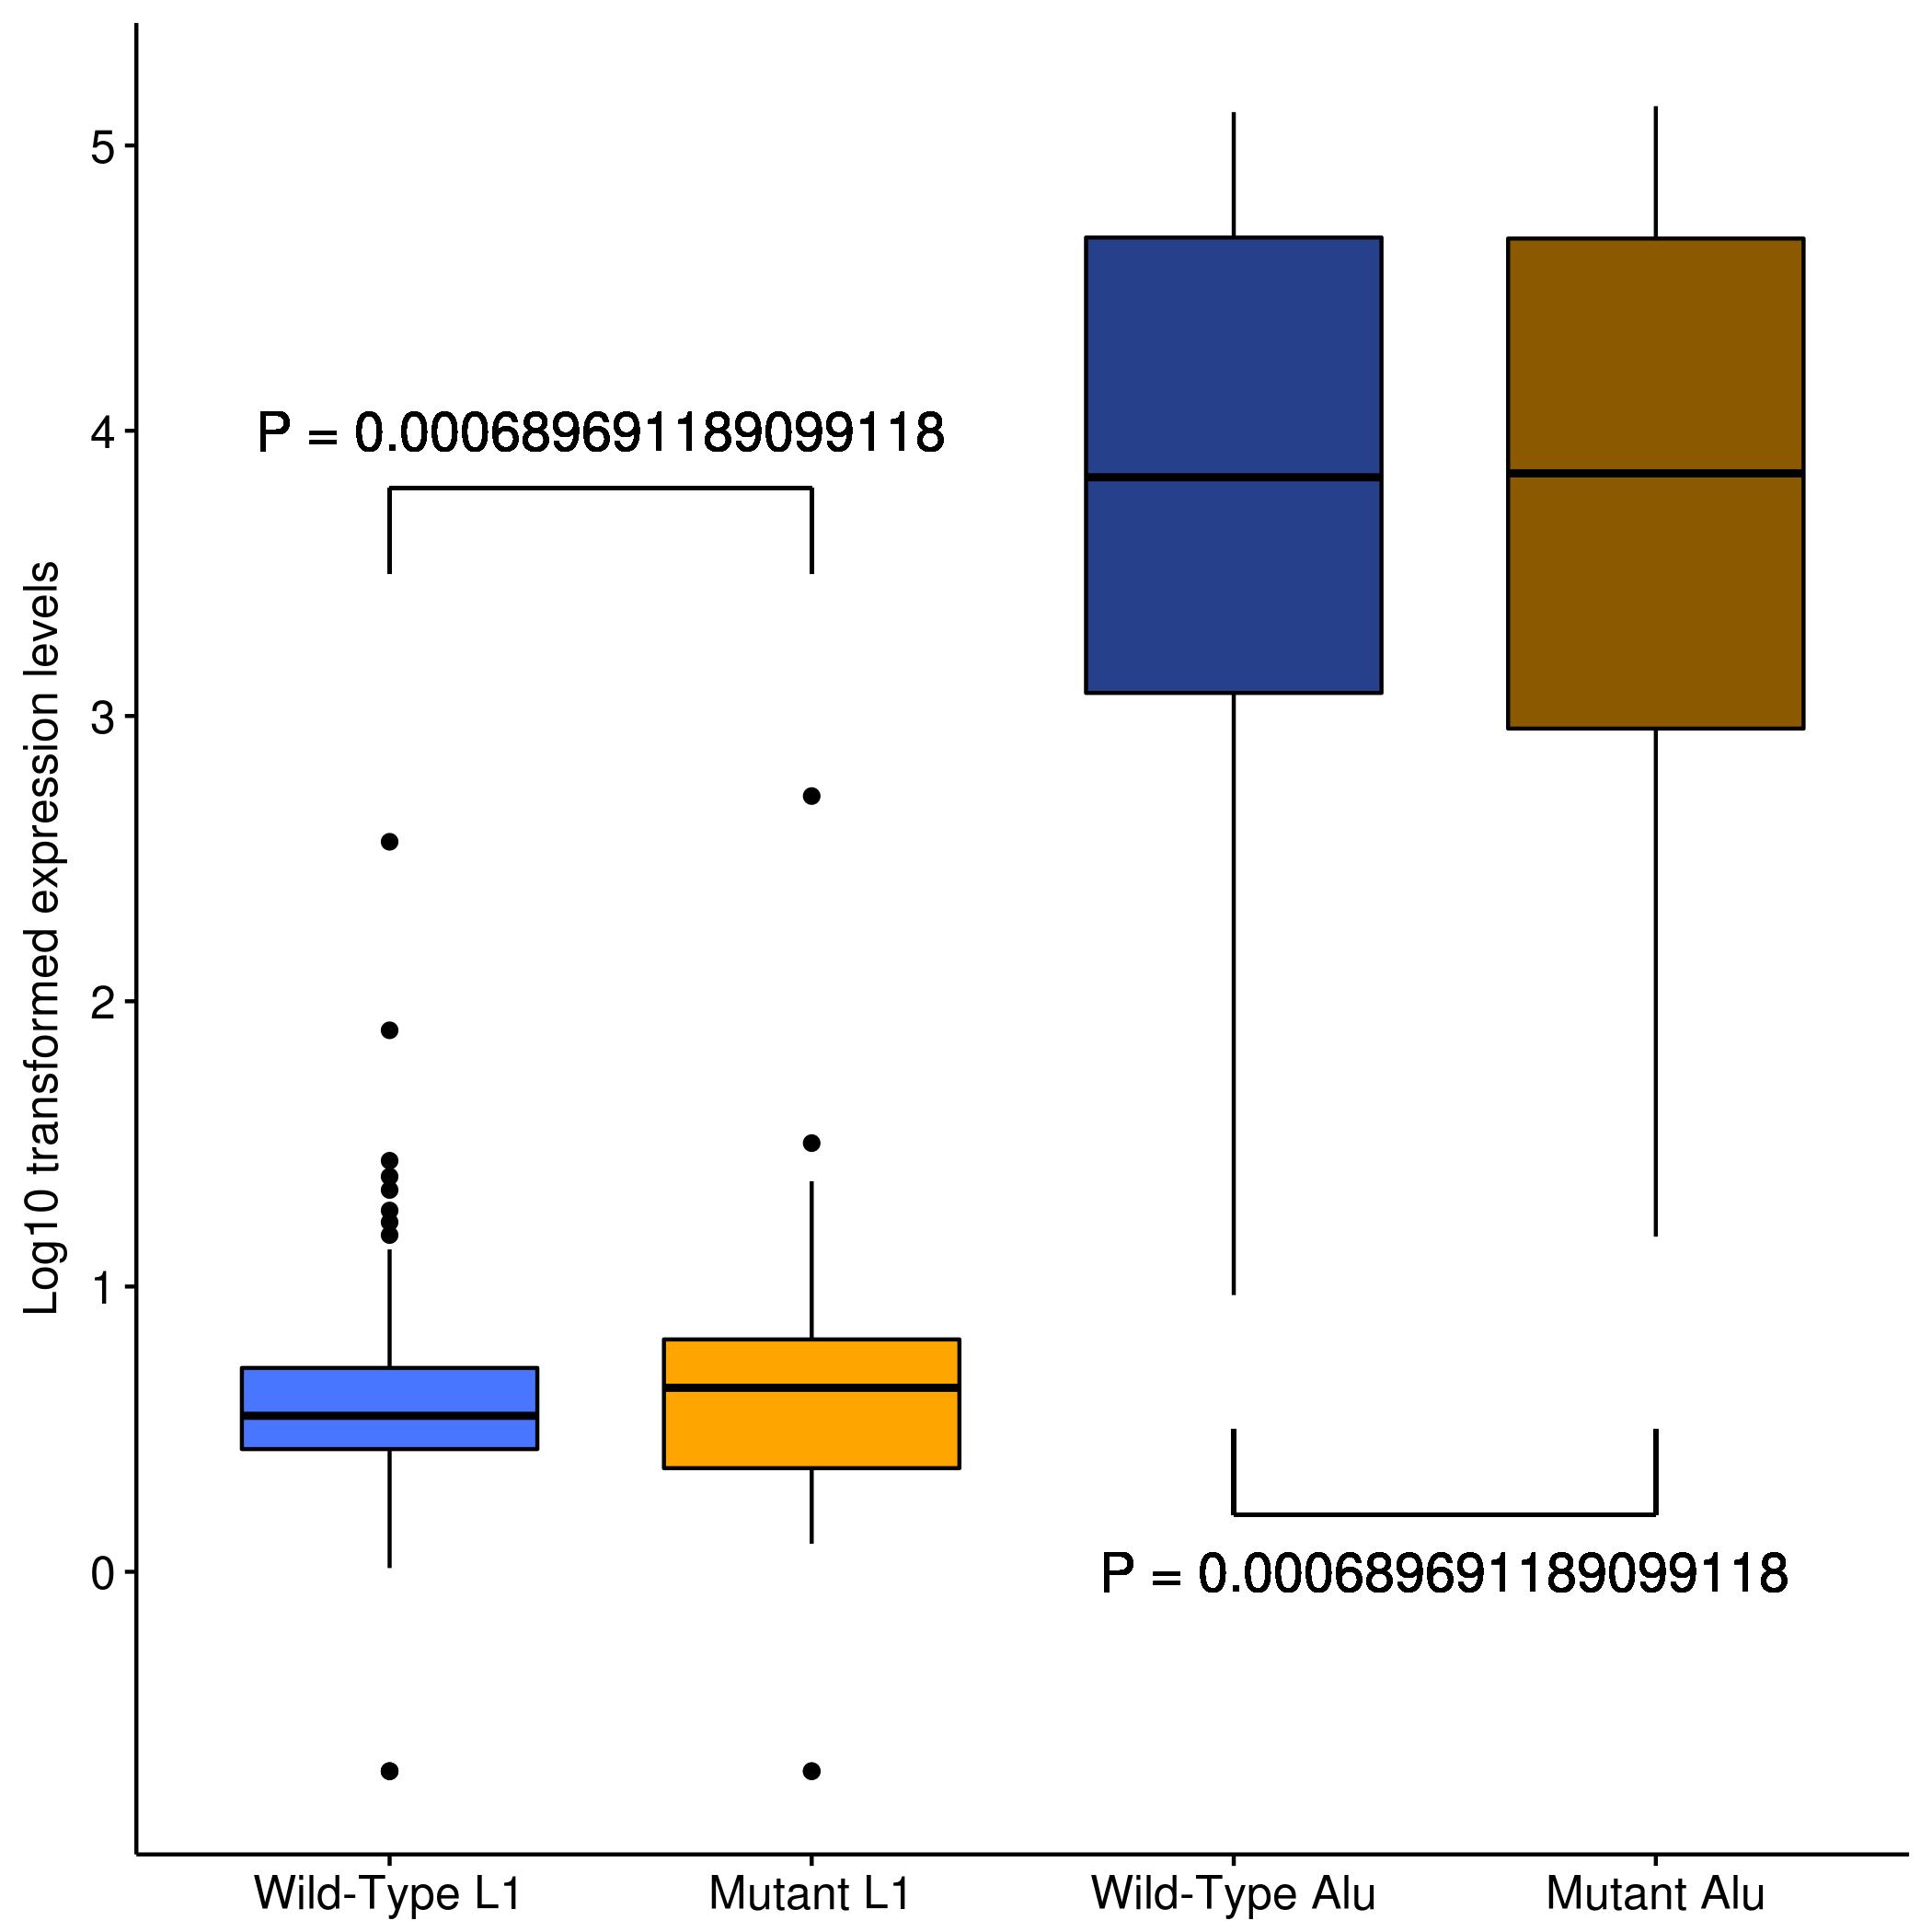 Log10 transformed expression levels
5
4
3
2
1
0
P = 0.000689691189099118
P = 0.000689691189099118
Wild-Type L1
Mutant L1
Wild-Type Alu
Mutant Alu